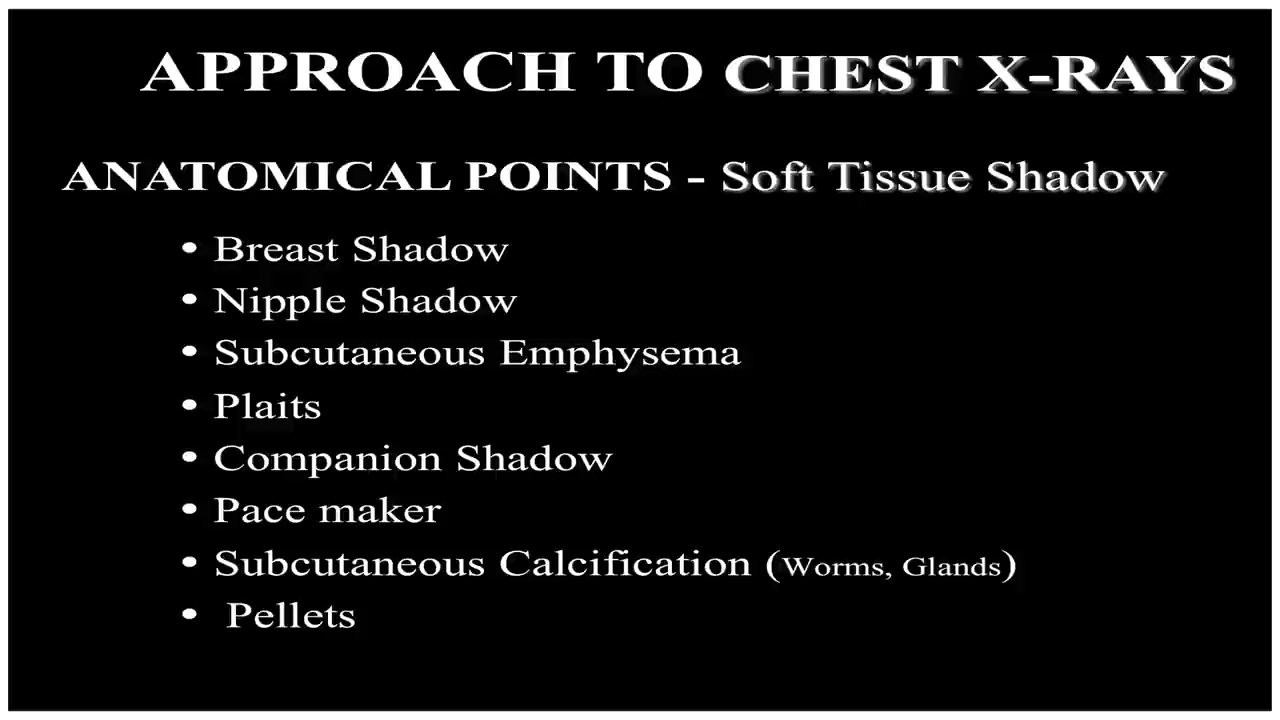 APPROACH TO CHEST X-RAYS
ANATOMICAL POINTS - Soft Tissue Shadow
• Breast Shadow
• Nipple Shadow
• Subcutaneous Emphysema
• Plaits
• Companion Shadow
• Pace maker
• Subcutaneous Calcification (Worms, Glands)
• Pellets